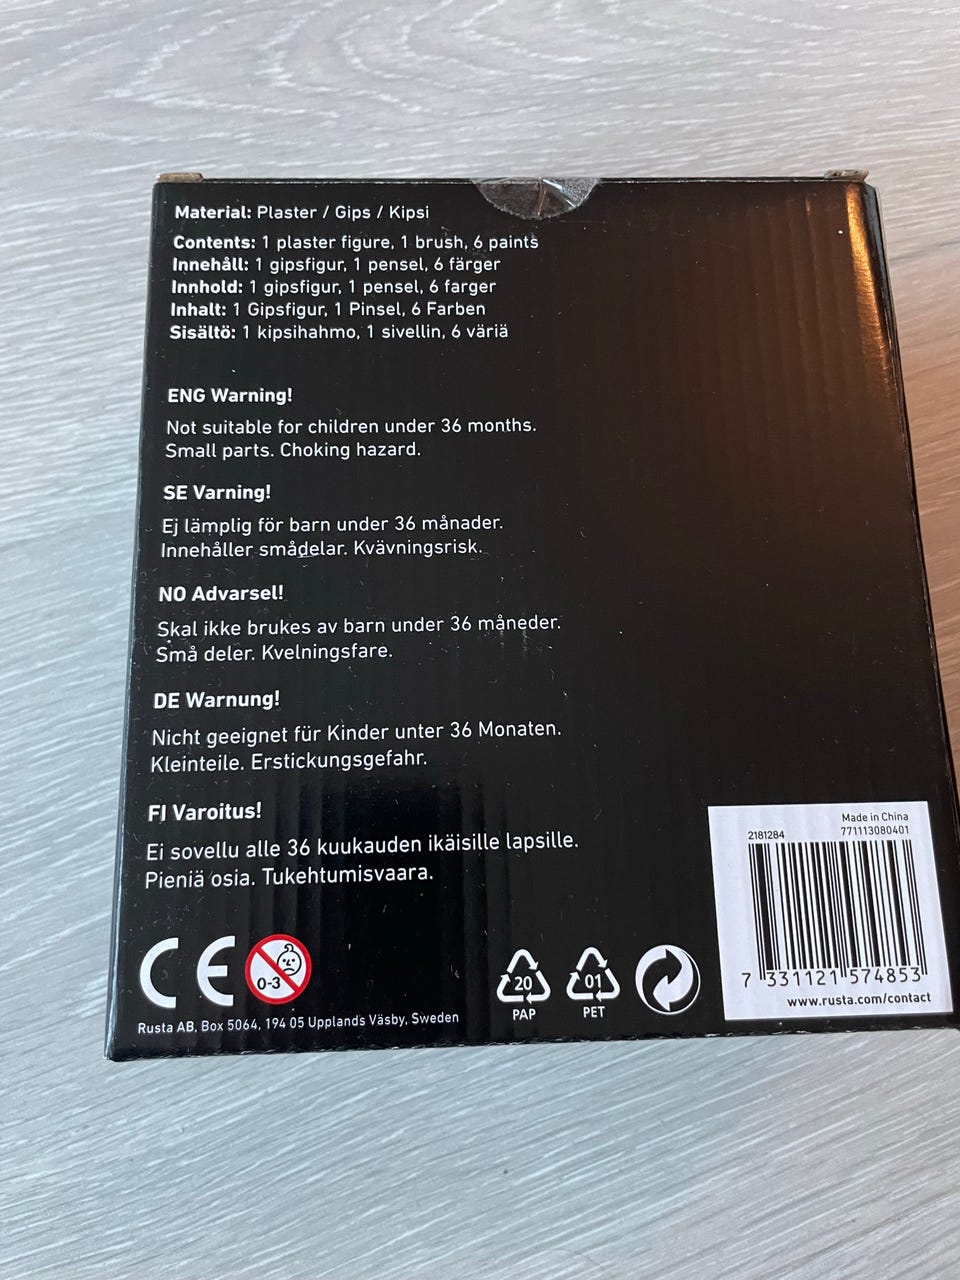 Material: Plaster / Gips / Kipsi
Contents: 1 plaster figure, 1 brush, 6 paints
Innehåll: 1 gipsfigur, 1 pensel, 6 färger
Innhold: 1 gipsfigur, 1 pensel, 6 farger
Inhalt: 1 Gipsfigur, 1 Pinsel, 6 Farben
Sisältö: 1 kipsihahmo, 1 sivellin, 6 väriä
ENG Warning!
Not suitable for children under 36 months.
Small parts. Choking hazard.
SE Varning!
Ej lämplig för barn under 36 månader.
Innehåller smådelar. Kvävningsrisk.
NO Advarsel!
Skal ikke brukes av barn under 36 måneder.
Små deler. Kvelningsfare.
DE Warnung!
Nicht geeignet für Kinder unter 36 Monaten.
Kleinteile. Erstickungsgefahr.
FI Varoitus!
Ei sovellu alle 36 kuukauden ikäisille lapsille.
Pieniä osia. Tukehtumisvaara.
CE
0-3
Rusta AB, Box 5064, 194 05 Upplands Väsby, Sweden
20
PAP
01
PET
Made in China
2181284
771113080401
7 331121 574853
www.rusta.com/contact